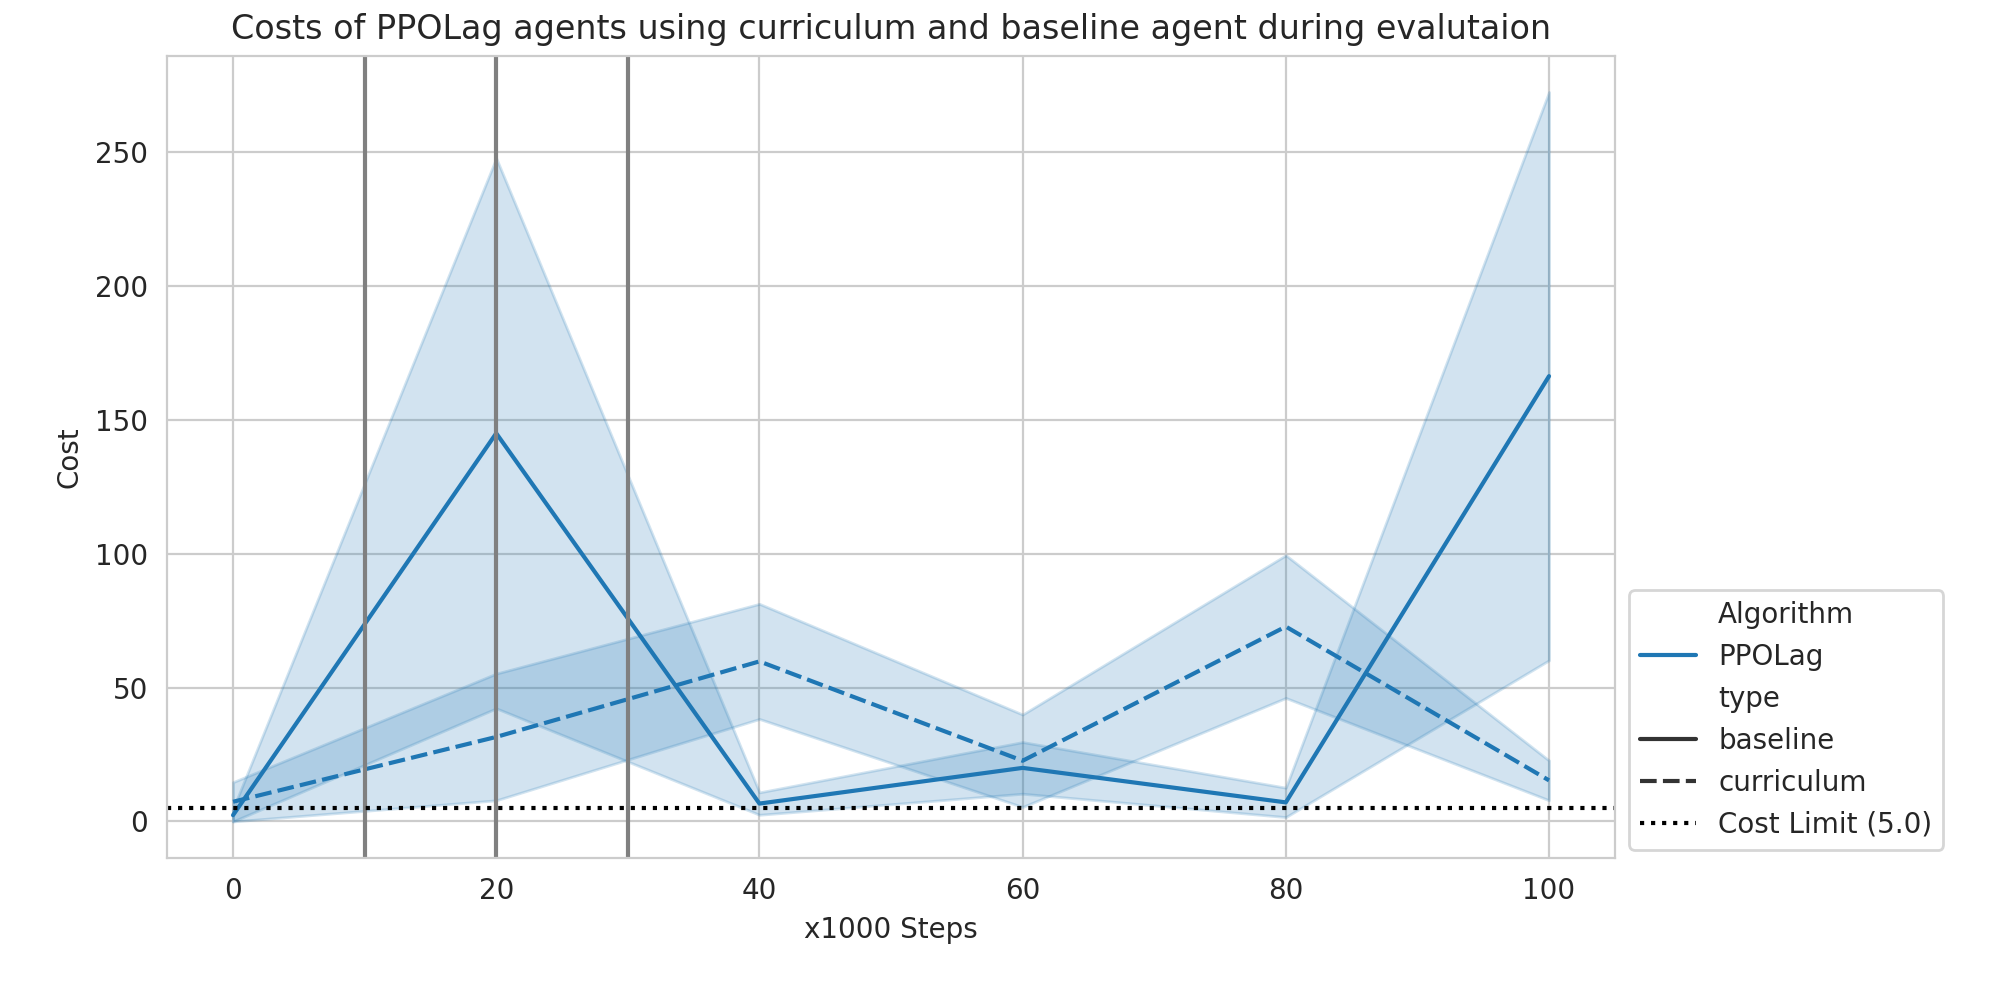 Costs of PPOLag agents using curriculum and baseline agent during evalutaion
250
200
150
100
50
0
Cost
0 20 40 60 80 100
x1000 Steps
Algorithm
PPOLag
type
baseline
curriculum
Cost Limit (5.0)